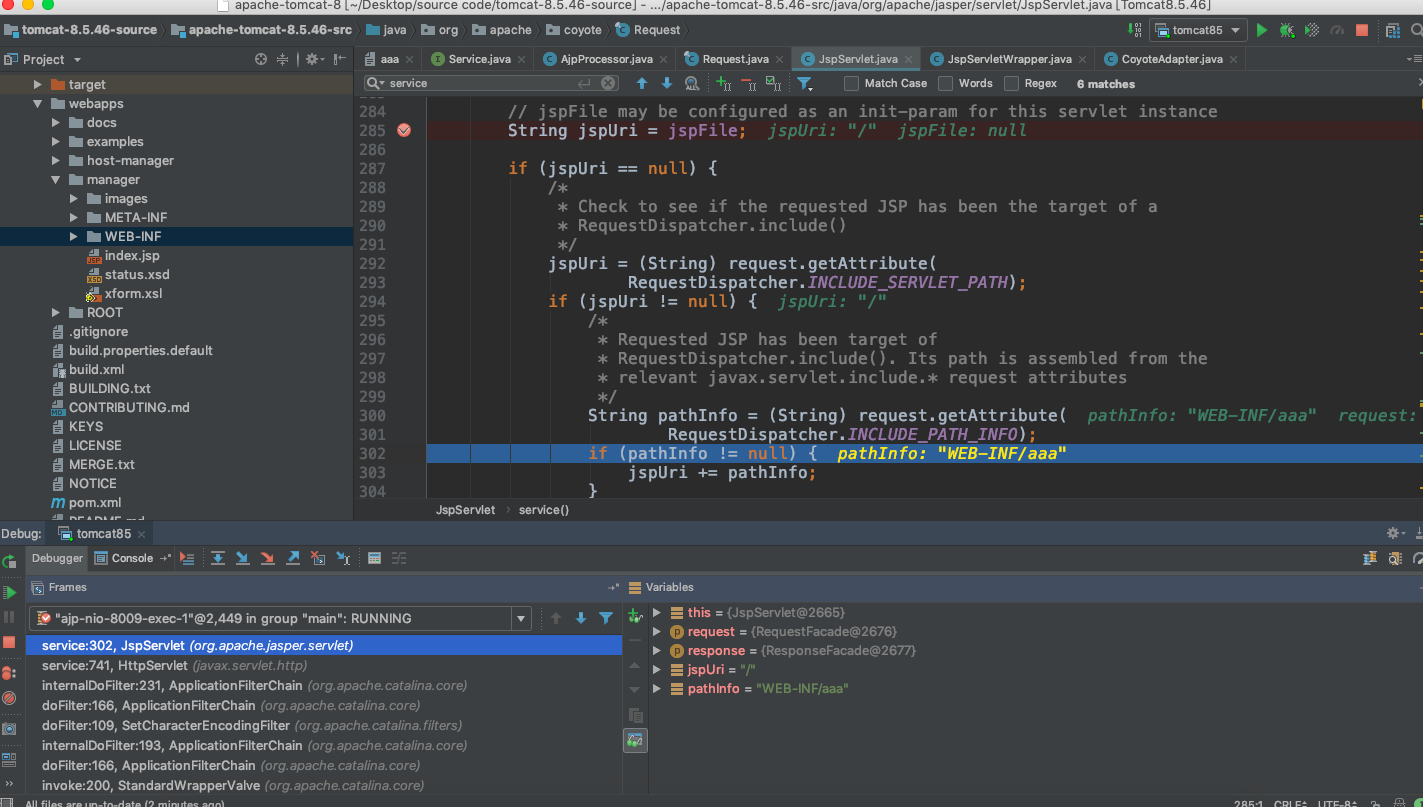 apache-tomcat-8 [~/Desktop/source code/tomcat-8.5.46-source] - .../apache-tomcat-8.5.46-src/java/org/apache/jasper/servlet/JspServlet.java [Tomcat8.5.46]
tomcat-8.5.46-source apache-tomcat-8.5.46-src java org apache coyote Request tomcat85
Project
aaa Service.java AjpProcessor.java Request.java JspServlet.java JspServletWrapper.java CoyoteAdapter.java
service Match Case Words Regex 6 matches
target
webapps
docs
examples
host-manager
manager
images
META-INF
WEB-INF
index.jsp
status.xsd
xform.xsl
ROOT
.gitignore
build.properties.default
build.xml
BUILDING.txt
CONTRIBUTING.md
KEYS
LICENSE
MERGE.txt
NOTICE
pom.xml
README.md
284 // jspFile may be configured as an init-param for this servlet instance
285 String jspUri = jspFile; jspUri: "/" jspFile: null
286
287 if (jspUri == null) {
288 /*
289 * Check to see if the requested JSP has been the target of a
290 * RequestDispatcher.include()
291 */
292 jspUri = (String) request.getAttribute(
293 RequestDispatcher.INCLUDE_SERVLET_PATH);
294 if (jspUri != null) { jspUri: "/"
295 /*
296 * Requested JSP has been target of
297 * RequestDispatcher.include(). Its path is assembled from the
298 * relevant javax.servlet.include.* request attributes
299 */
300 String pathInfo = (String) request.getAttribute( pathInfo: "WEB-INF/aaa" request:
301 RequestDispatcher.INCLUDE_PATH_INFO);
302 if (pathInfo != null) { pathInfo: "WEB-INF/aaa"
303 jspUri += pathInfo;
304 }
JspServlet service()
Debug: tomcat85
Debugger Console
Frames
"ajp-nio-8009-exec-1"@2,449 in group "main": RUNNING
service:302, JspServlet (org.apache.jasper.servlet)
service:741, HttpServlet (javax.servlet.http)
internalDoFilter:231, ApplicationFilterChain (org.apache.catalina.core)
doFilter:166, ApplicationFilterChain (org.apache.catalina.core)
doFilter:109, SetCharacterEncodingFilter (org.apache.catalina.filters)
internalDoFilter:193, ApplicationFilterChain (org.apache.catalina.core)
doFilter:166, ApplicationFilterChain (org.apache.catalina.core)
invoke:200, StandardWrapperValve (org.apache.catalina.core)
Variables
this = {JspServlet@2665}
request = {RequestFacade@2676}
response = {ResponseFacade@2677}
jspUri = "/"
pathInfo = "WEB-INF/aaa"
All files are up-to-date (2 minutes ago) 285:1 CRLF UTF-8